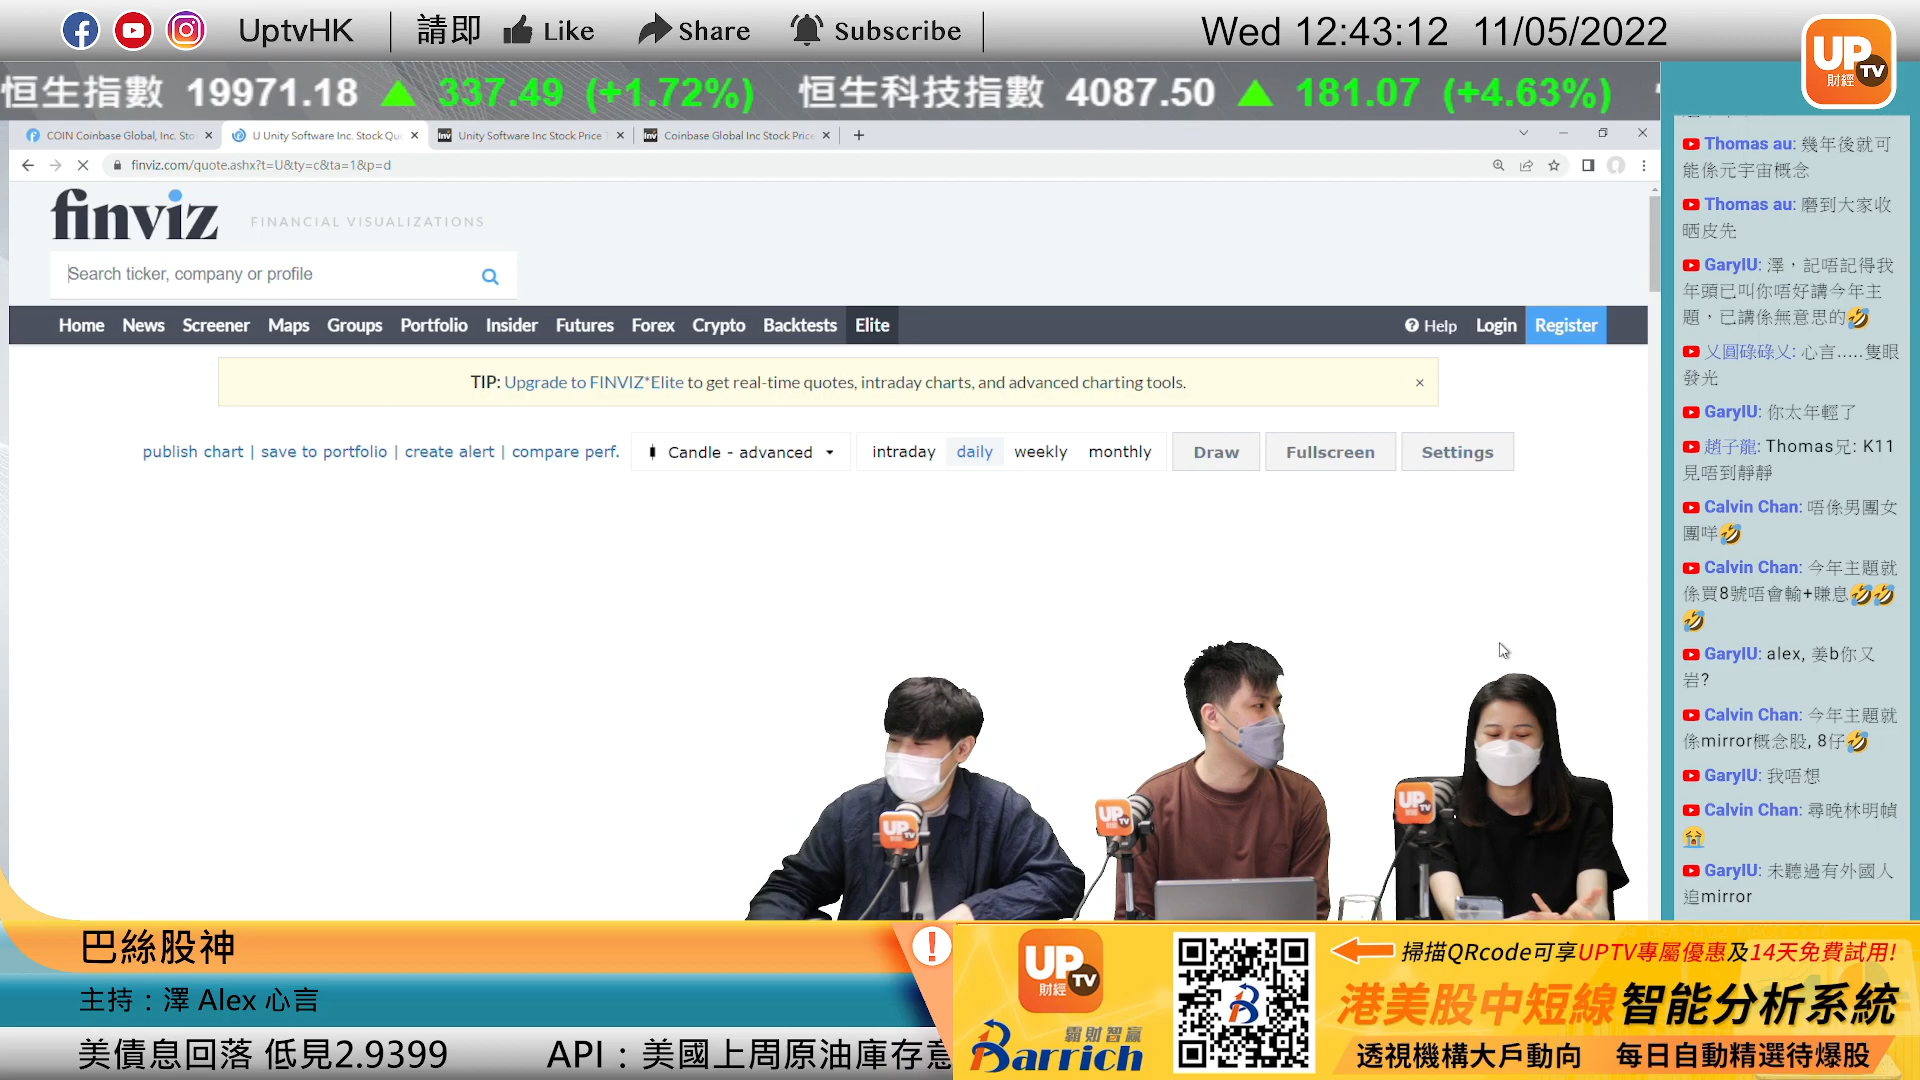 UptvHK 請即 Like Share Subscribe Wed 12:43:12 11/05/2022
UP TV 財經
恒生指數 19971.18 ▲ 337.49 (+1.72%) 恒生科技指數 4087.50 ▲ 181.07 (+4.63%)
COIN Coinbase Global, Inc. Sto
U Unity Software Inc. Stock Quo
Unity Software Inc Stock Price
Coinbase Global Inc Stock Price
finviz.com/quote.ashx?t=U&ty=c&ta=1&p=d
finviz FINANCIAL VISUALIZATIONS
Search ticker, company or profile
Home News Screener Maps Groups Portfolio Insider Futures Forex Crypto Backtests Elite Help Login Register
TIP: Upgrade to FINVIZ*Elite to get real-time quotes, intraday charts, and advanced charting tools. ×
publish chart | save to portfolio | create alert | compare perf. Candle - advanced intraday daily weekly monthly Draw Fullscreen Settings
Thomas au: 幾年後就可
能係元宇宙概念
Thomas au: 磨到大家收
晒皮先
GaryIU: 澤，記唔記得我
年頭已叫你唔好講今年主
題，已講係無意思的🤣
乂圓碌碌乂: 心言.....隻眼
發光
GaryIU: 你太年輕了
趙子龍: Thomas兄: K11
見唔到靜靜
Calvin Chan: 唔係男團女
團咩🤣
Calvin Chan: 今年主題就
係買8號唔會輸+賺息🤣🤣
🤣
GaryIU: alex, 姜b你又
岩?
Calvin Chan: 今年主題就
係mirror概念股, 8仔🤣
GaryIU: 我唔想
Calvin Chan: 尋晚林明幀
😭
GaryIU: 未聽過有外國人
追mirror
UP TV
UP TV
UP TV
巴絲股神
主持：澤 Alex 心言
美債息回落 低見2.9399 API：美國上周原油庫存意
UP TV 財經
霸財智贏
Barrich
掃描QRcode可享UPTV專屬優惠及14天免費試用!
港美股中短線智能分析系統
透視機構大戶動向 每日自動精選待爆股